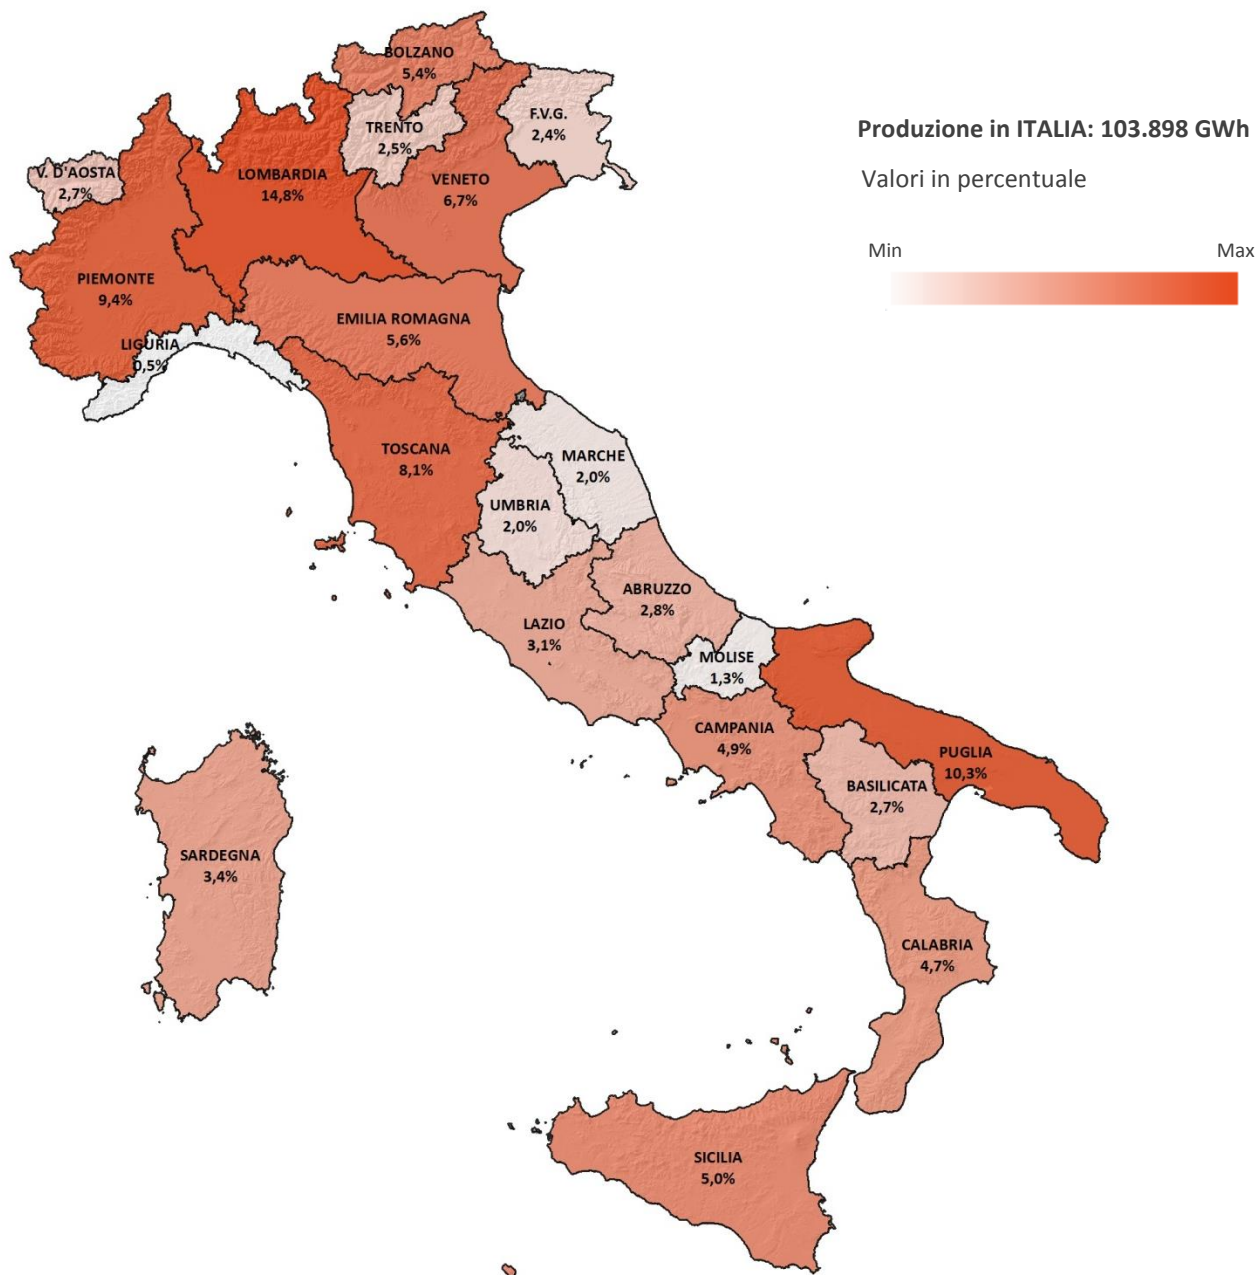 BOLZANO
5,4%
F.V.G.
2,4%
TRENTO
2,5%
Produzione in ITALIA: 103.898 GWh
V. D'AOSTA
2,7%
LOMBARDIA
14,8%
VENETO
6,7%
Valori in percentuale
Min
Max
PIEMONTE
9,4%
EMILIA ROMAGNA
5,6%
LIGURIA
0,5%
TOSCANA
8,1%
MARCHE
2,0%
UMBRIA
2,0%
ABRUZZO
2,8%
LAZIO
3,1%
MOLISE
1,3%
CAMPANIA
4,9%
PUGLIA
10,3%
BASILICATA
2,7%
SARDEGNA
3,4%
CALABRIA
4,7%
SICILIA
5,0%